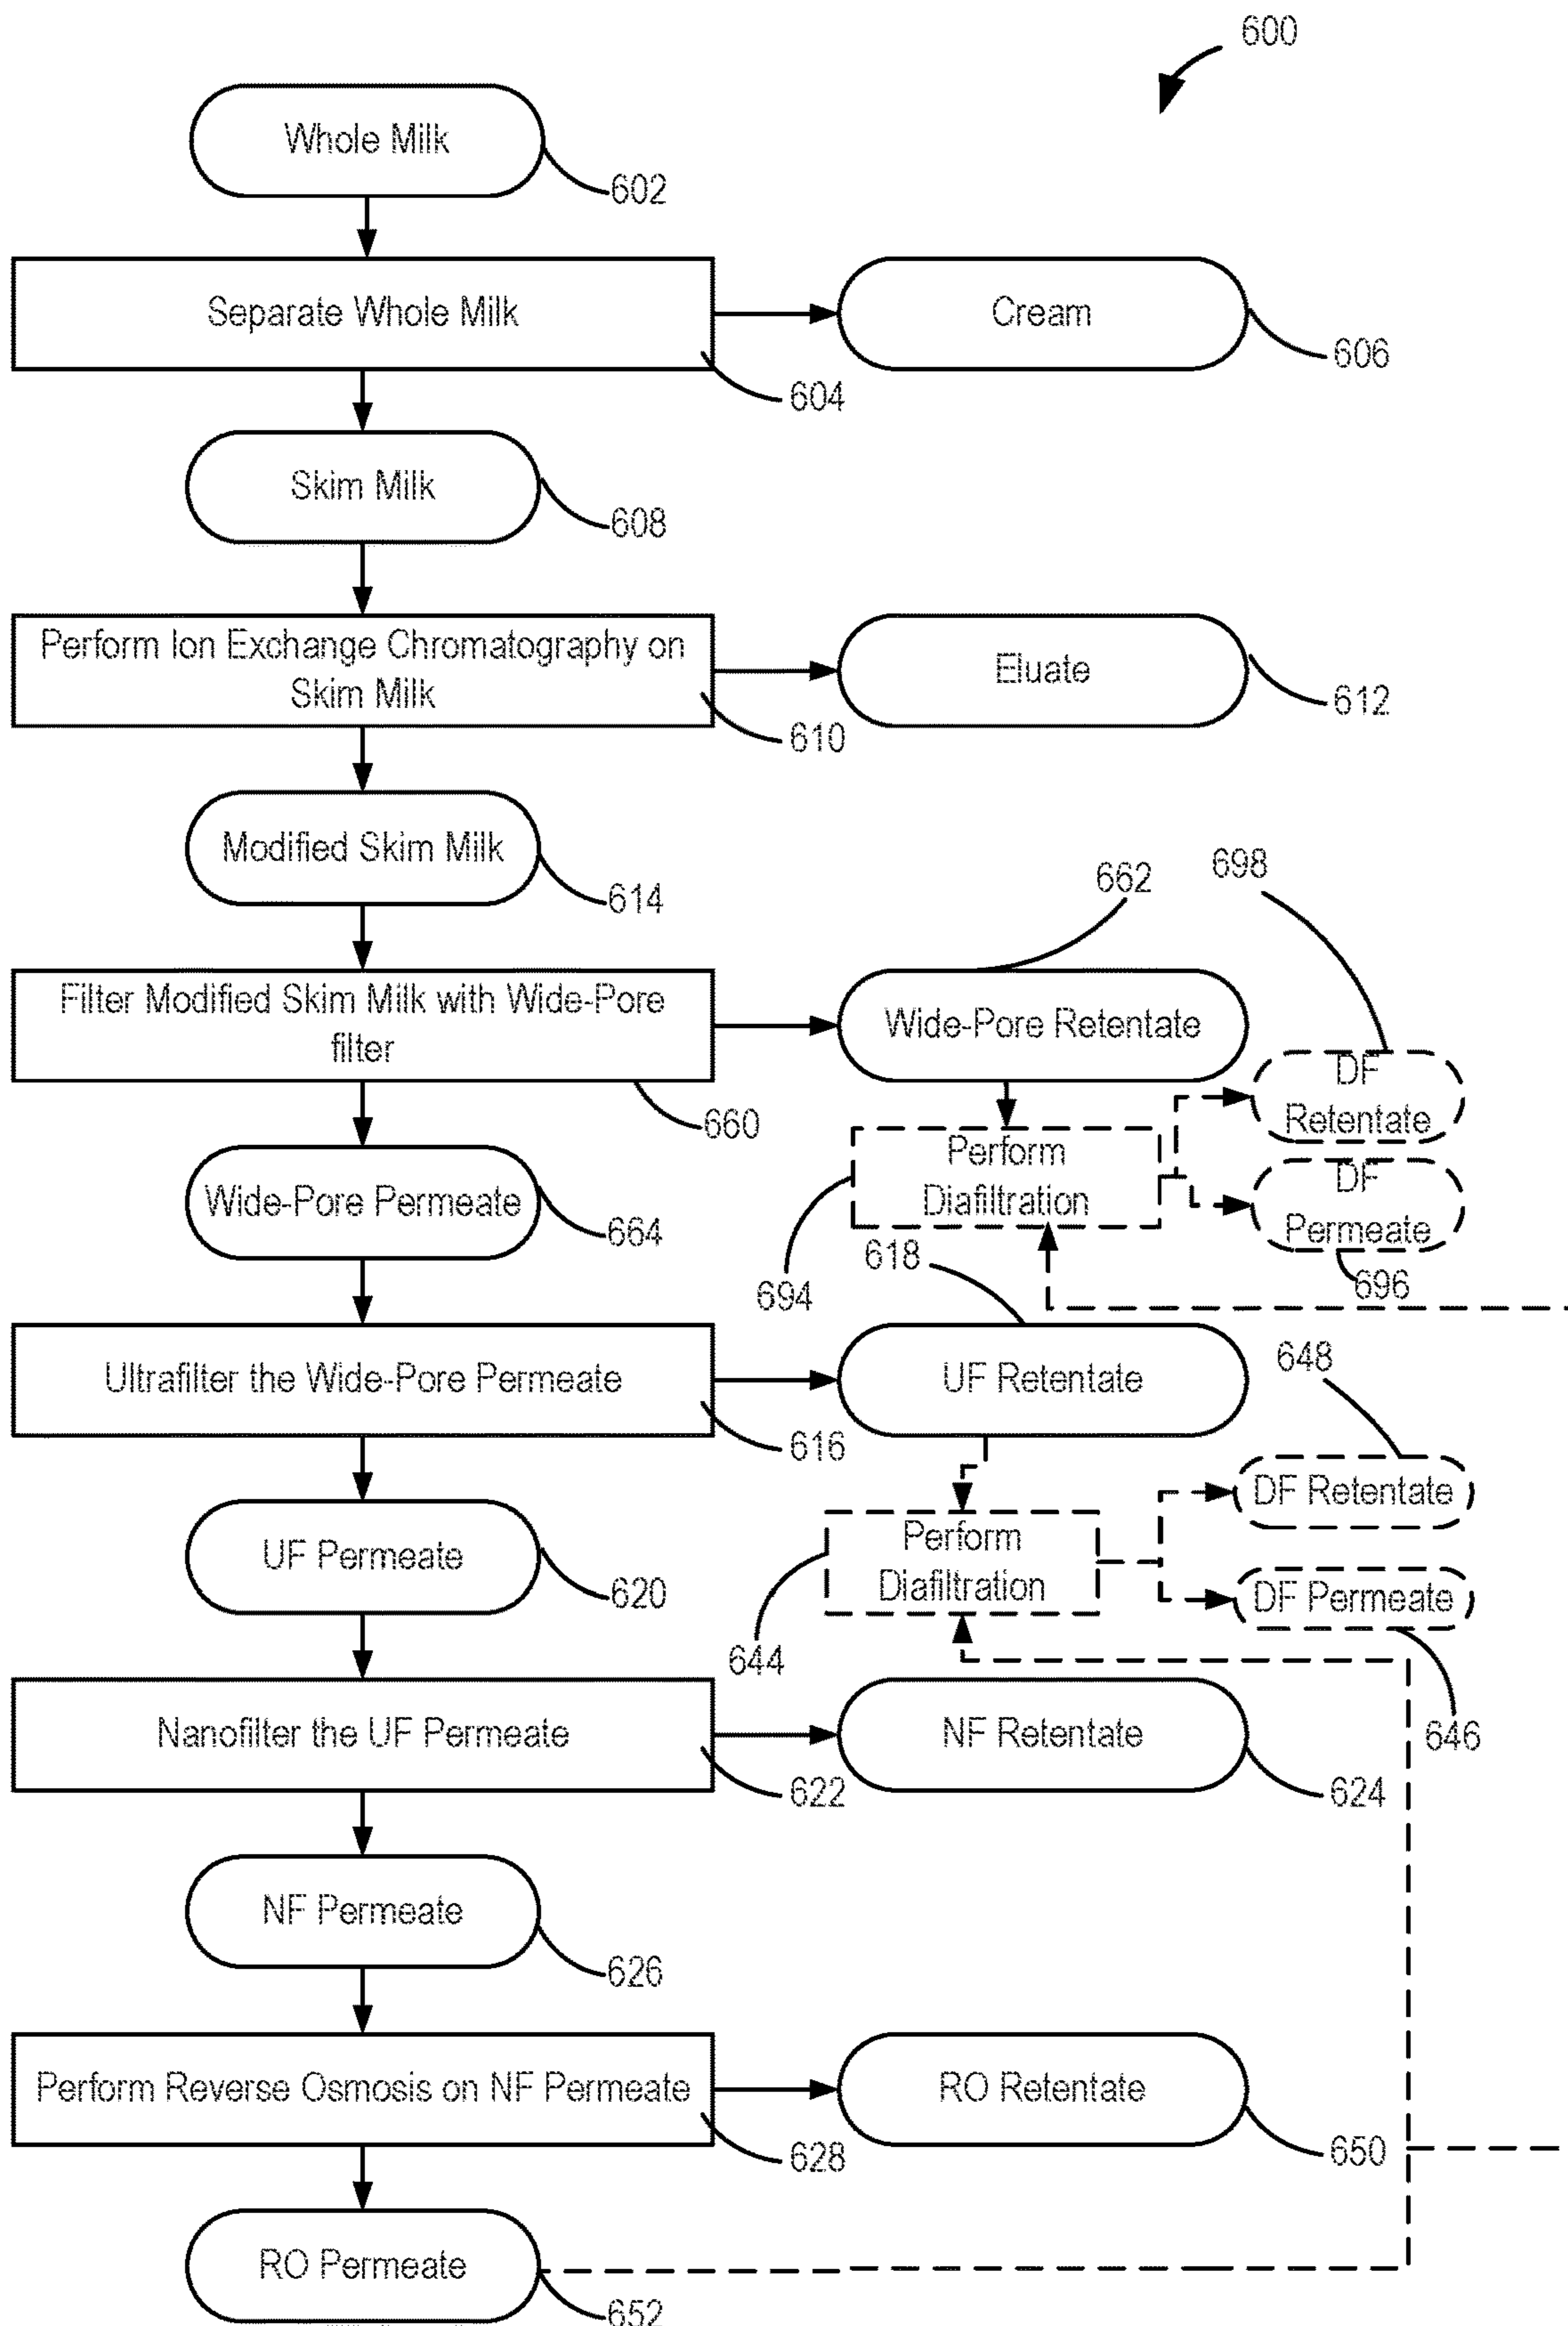 600
Whole Milk
602
Separate Whole Milk
604
Cream
606
Skim Milk
608
Perform Ion Exchange Chromatography on
Skim Milk
610
Eluate
612
Modified Skim Milk
614
662
698
Filter Modified Skim Milk with Wide-Pore
filter
660
Wide-Pore Retentate
DF
Retentate
Perform
Diafiltration
694
DF
Permeate
696
Wide-Pore Permeate
664
618
Ultrafilter the Wide-Pore Permeate
616
UF Retentate
648
DF Retentate
Perform
Diafiltration
644
DF Permeate
646
UF Permeate
620
Nanofilter the UF Permeate
622
NF Retentate
624
NF Permeate
626
Perform Reverse Osmosis on NF Permeate
628
RO Retentate
650
RO Permeate
652